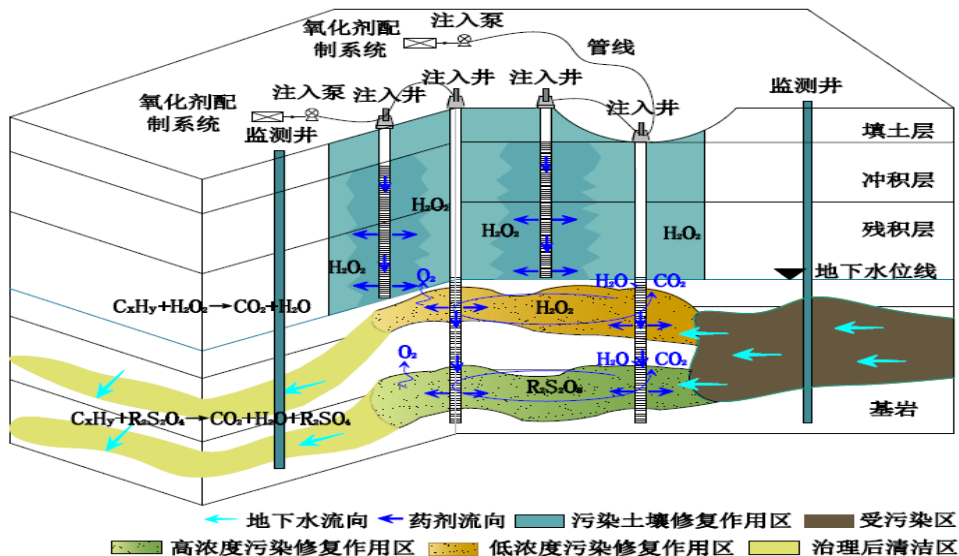 氧化剂配
制系统
注入泵
管线
氧化剂配
制系统
注入泵
注入井
注入井
注入井
注入井
监测井
监测井
填土层
冲积层
残积层
地下水位线
基岩
H₂O₂
H₂O₂
H₂O₂
H₂O₂
O₂
H₂O
CO₂
H₂O₂
CxHy+H₂O₂→CO₂+H₂O
O₂
H₂O
CO₂
R₂S₂O₈
CxHy+R₂S₂O₄→CO₂+H₂O+R₂SO₄
地下水流向
药剂流向
污染土壤修复作用区
受污染区
高浓度污染修复作用区
低浓度污染修复作用区
治理后清洁区